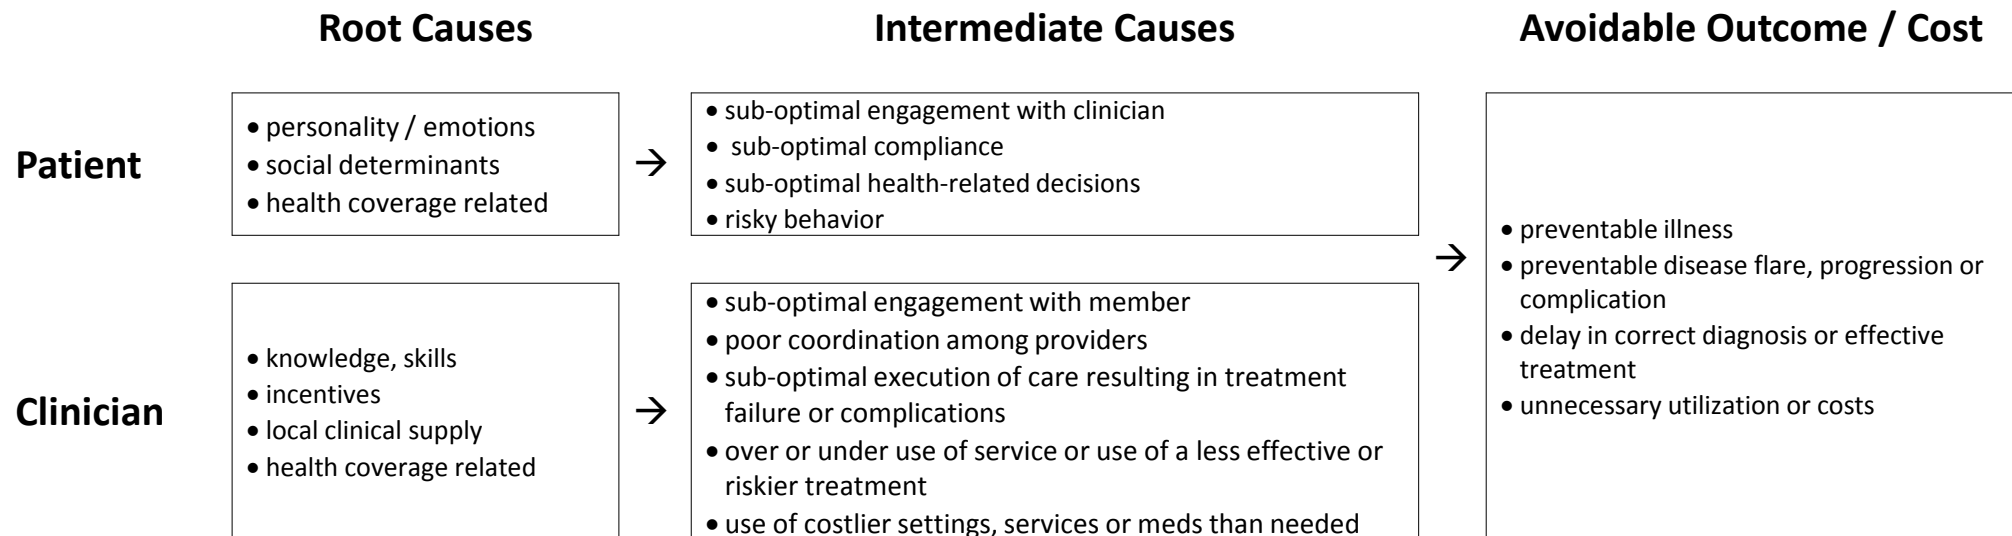 Root Causes
Intermediate Causes
Avoidable Outcome / Cost
Patient
• personality / emotions
• social determinants
• health coverage related
→
• sub-optimal engagement with clinician
• sub-optimal compliance
• sub-optimal health-related decisions
• risky behavior
Clinician
• knowledge, skills
• incentives
• local clinical supply
• health coverage related
→
• sub-optimal engagement with member
• poor coordination among providers
• sub-optimal execution of care resulting in treatment
failure or complications
• over or under use of service or use of a less effective or
riskier treatment
• use of costlier settings, services or meds than needed
→
• preventable illness
• preventable disease flare, progression or
complication
• delay in correct diagnosis or effective
treatment
• unnecessary utilization or costs